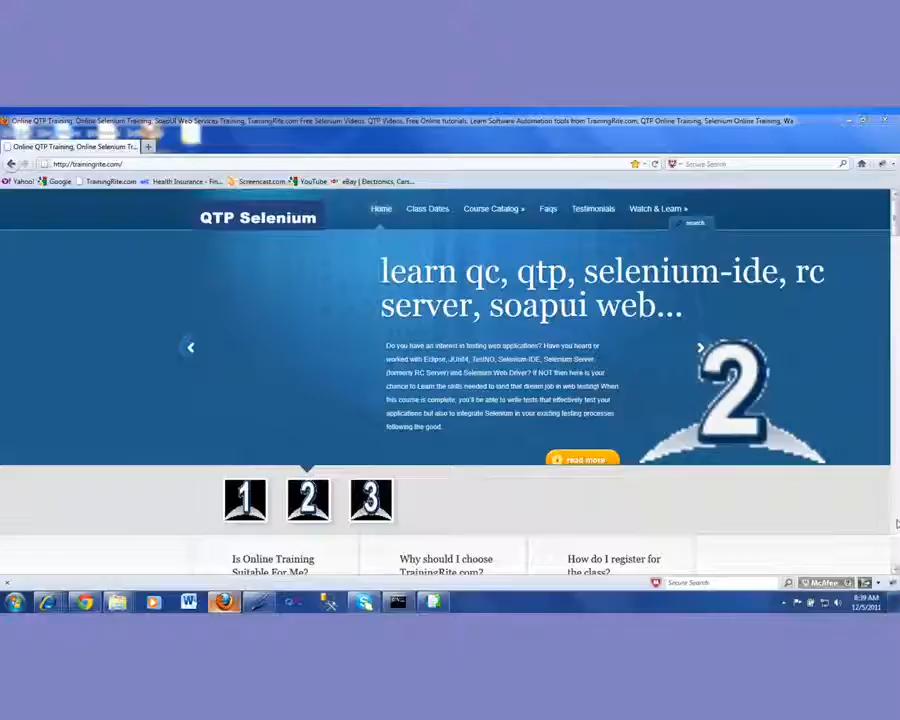 Online QTP Training, Online Selenium Training, SoapUI Web Services Training, TrainingRite.com Free Selenium Videos, QTP Videos, Free Online tutorials, Learn Software Automation tools from TrainingRite.com, QTP Online Training, Selenium Online Training, Wa
Online QTP Training, Online Selenium Tr...
http://trainingrite.com/
Secure Search
Yahoo! Google TrainingRite.com Health Insurance - Fin... Screencast.com YouTube eBay | Electronics, Cars...
QTP Selenium
Home Class Dates Course Catalog » Faqs Testimonials Watch & Learn »
search
learn qc, qtp, selenium-ide, rc
server, soapui web...
Do you have an interest in testing web applications? Have you heard or
worked with Eclipse, JUnit4, TestNG, Selenium-IDE, Selenium Server
(formerly RC Server) and Selenium Web Driver? If NOT then here is your
chance to Learn the skills needed to land that dream job in web testing! When
this course is complete, you'll be able to write tests that effectively test your
applications but also to integrate Selenium in your existing testing processes
following the good.
2
read more
1 2 3
Is Online Training
Suitable For Me?
Why should I choose
TrainingRite.com?
How do I register for
the class?
Secure Search
McAfee
8:39 AM
12/5/2011